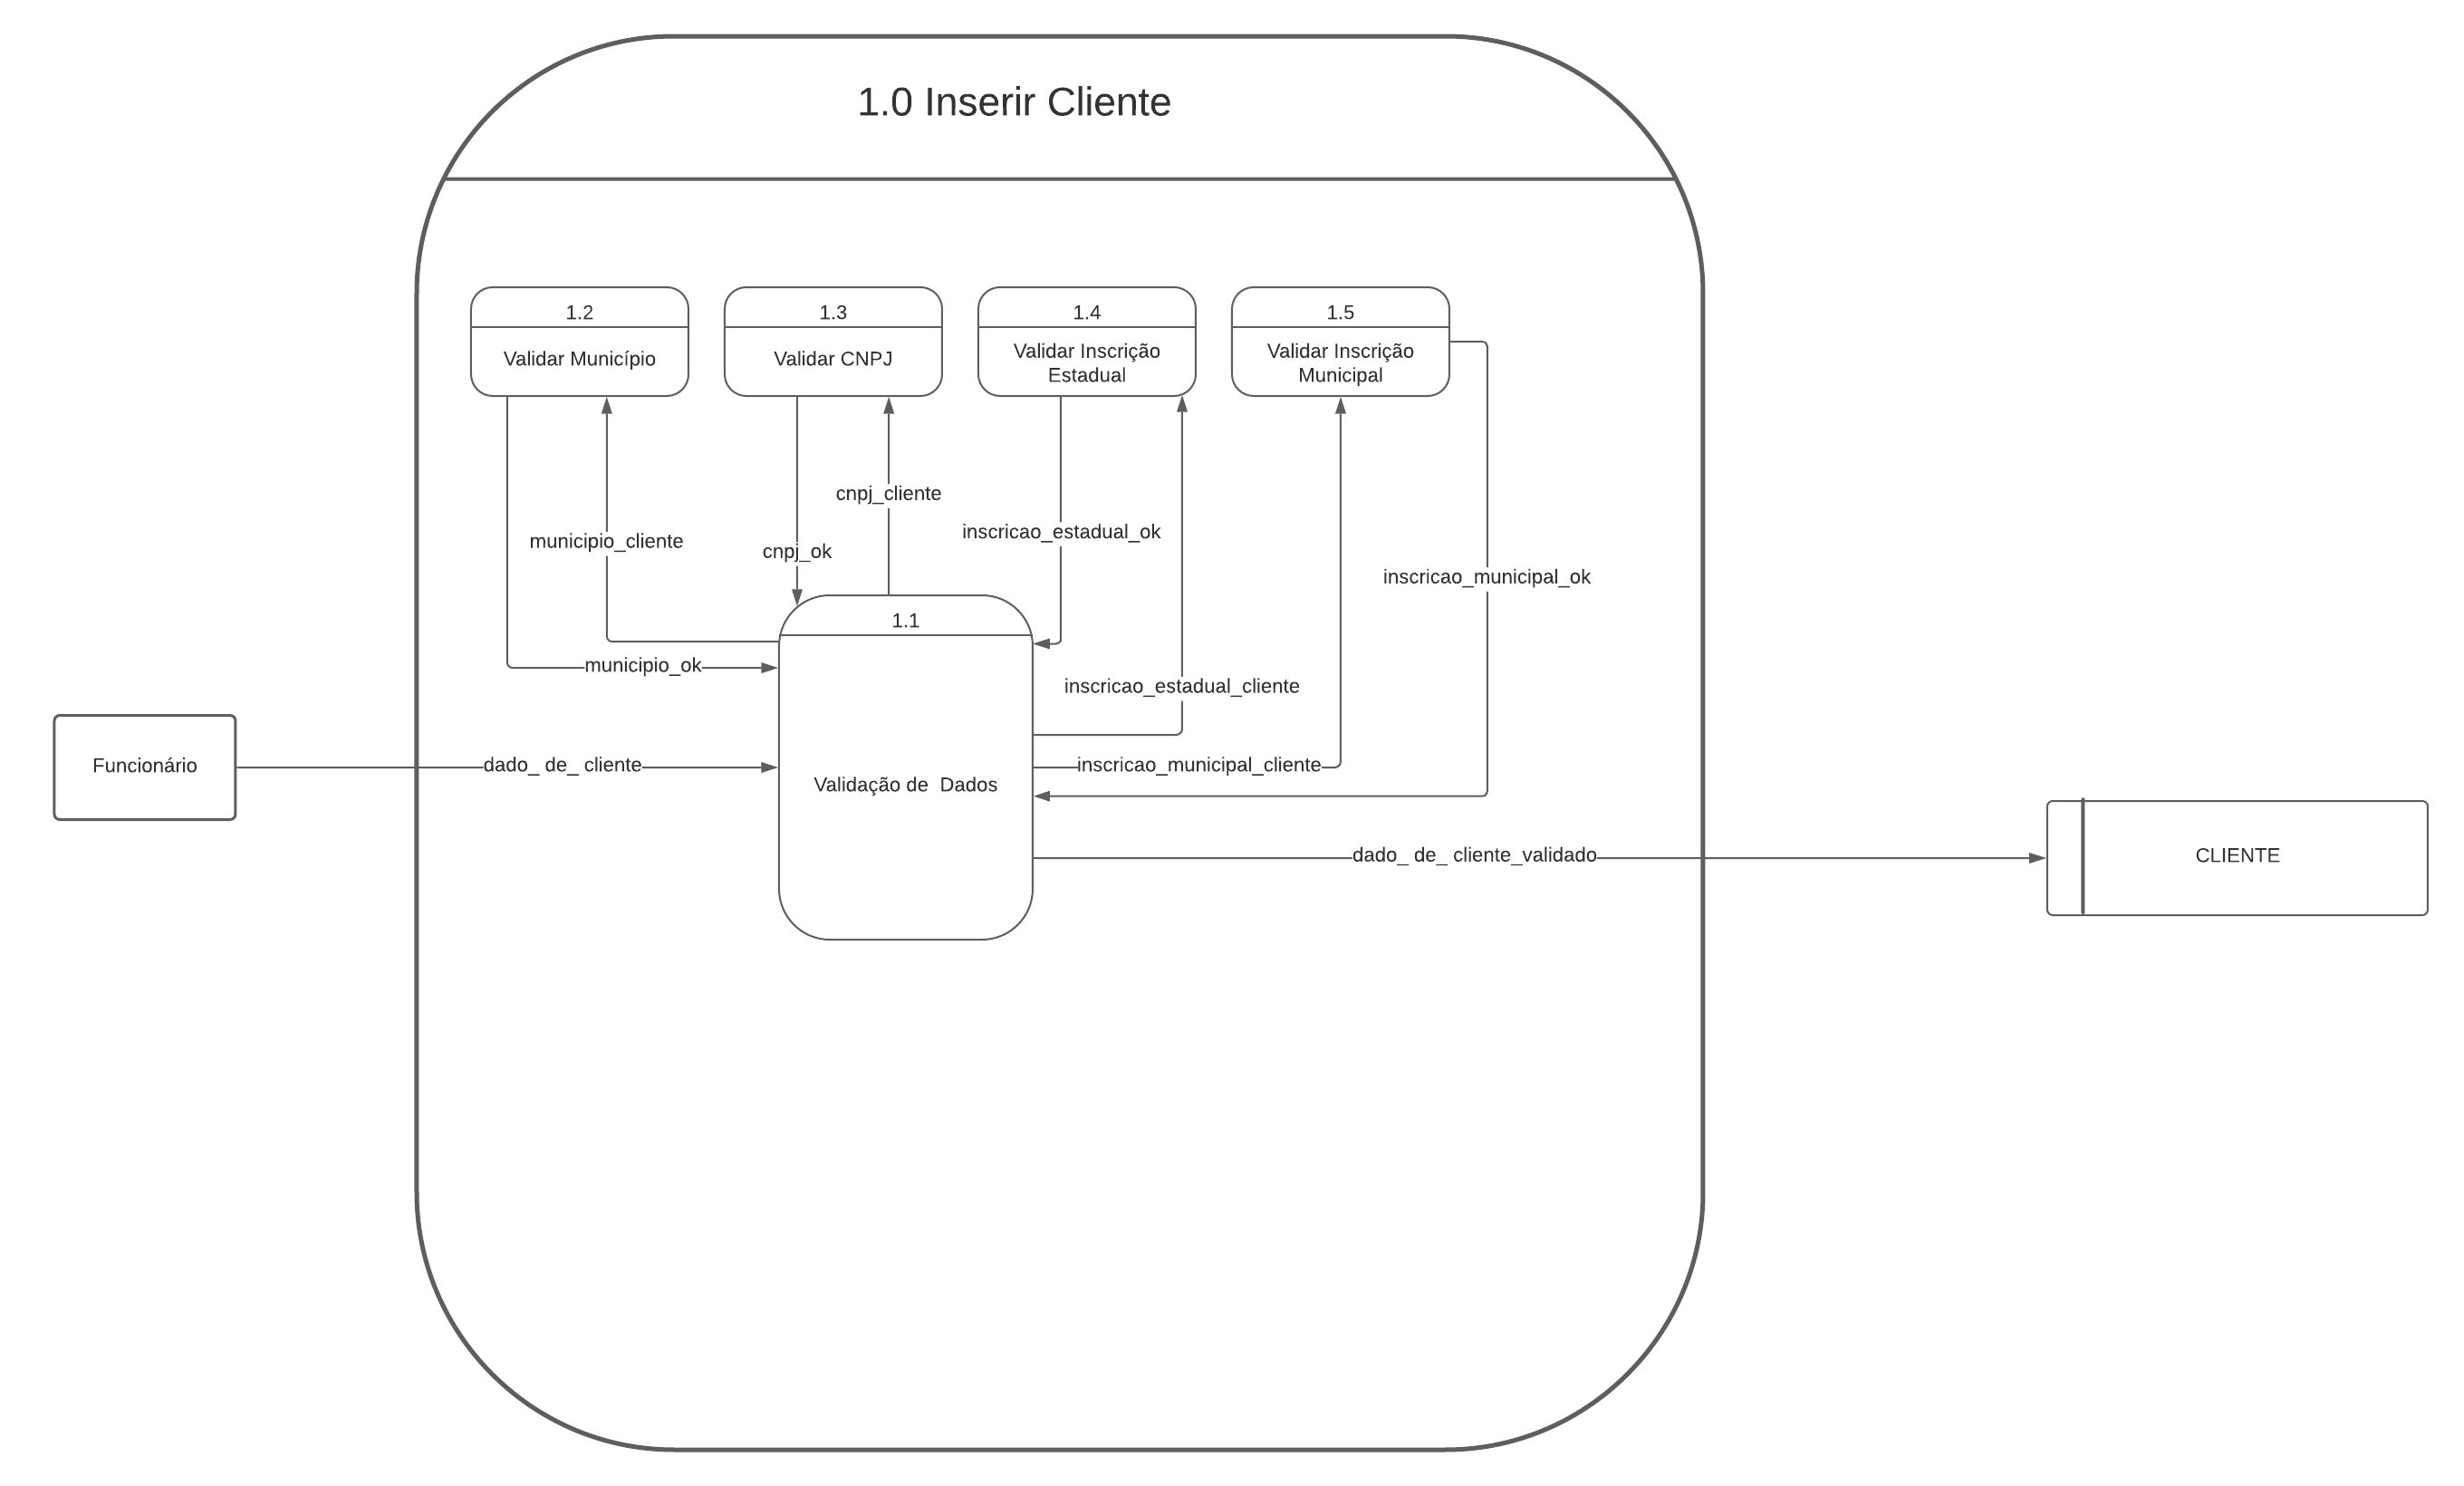 1.0 Inserir Cliente
1.2
Validar Município
1.3
Validar CNPJ
1.4
Validar Inscrição
Estadual
1.5
Validar Inscrição
Municipal
cnpj_cliente
inscricao_estadual_ok
municipio_cliente
cnpj_ok
inscricao_municipal_ok
1.1
municipio_ok
inscricao_estadual_cliente
Funcionário
dado_ de_ cliente
inscricao_municipal_cliente
Validação de  Dados
dado_ de_ cliente_validado
CLIENTE